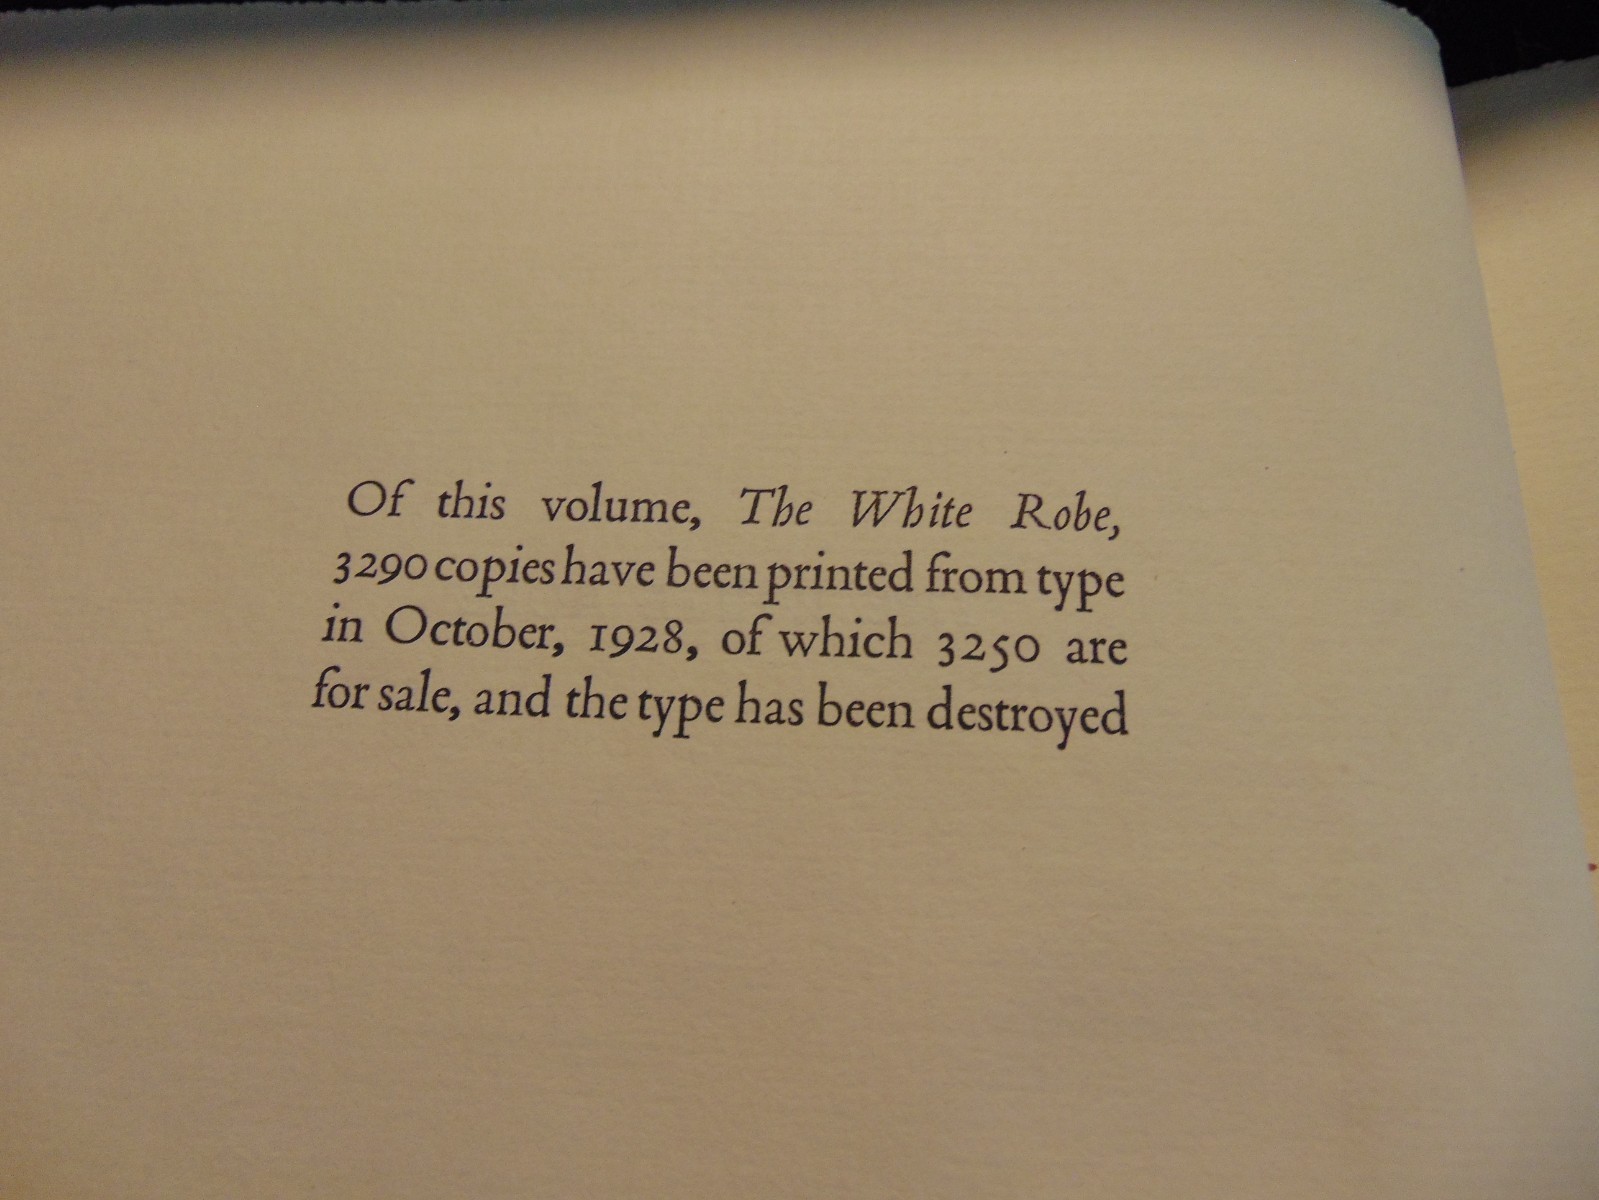 Of this volume, The White Robe,
3290 copies have been printed from type
in October, 1928, of which 3250 are
for sale, and the type has been destroyed